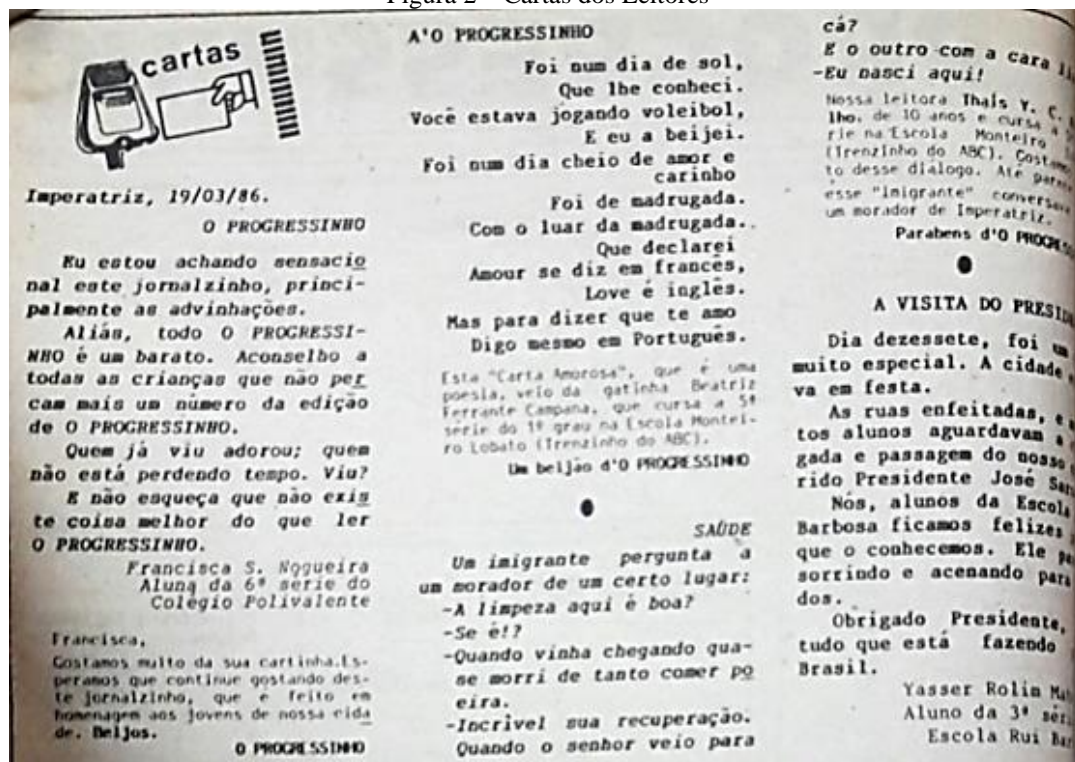 Figura 2 – Cartas dos Leitores
cartas
Imperatriz, 19/03/86.
O PROGRESSINHO
Eu estou achando sensacio
nal este jornalzinho, princi-
palmente as advinhações.
Aliás, todo O PROGRESSI-
NHO é um barato. Aconselho a
todas as crianças que não per
cam mais um número da edição
de O PROGRESSINHO.
Quem já viu adorou; quem
não está perdendo tempo. Viu?
E não esqueça que não exis
te coisa melhor do que ler
O PROGRESSINHO.
Francisca S. Nogueira
Aluna da 6ª série do
Colégio Polivalente
Francisca,
Gostamos muito da sua cartinha.Es-
peramos que continue gostando des-
te jornalzinho, que é feito em
homenagem aos jovens de nossa cida
de. Beijos.
O PROGRESSINHO
A'O PROGRESSINHO
Foi num dia de sol,
Que lhe conheci.
Você estava jogando voleibol,
E eu a beijei.
Foi num dia cheio de amor e
carinho
Foi de madrugada.
Com o luar da madrugada..
Que declarei
Amour se diz em francês,
Love é inglês.
Mas para dizer que te amo
Digo mesmo em Português.
Esta "Carta Amorosa", que é uma
poesia, veio da gatinha Beatriz
Ferrante Campana, que cursa a 5ª
série do 1º grau na Escola Montei-
ro Lobato (Trenzinho do ABC).
Um beijão d'O PROGRESSINHO
SAÚDE
Um imigrante pergunta a
um morador de um certo lugar:
-A limpeza aqui é boa?
-Se é!?
-Quando vinha chegando qua-
se morri de tanto comer po
eira.
-Incrível sua recuperação.
Quando o senhor veio para
cá?
E o outro com a cara
-Eu nasci aqui!
Nossa leitora Thaís Y. C.
lho, de 10 anos e cursa a
rie na Escola Monteiro
(Trenzinho do ABC). Gostamos
to desse diálogo. Até
esse "imigrante"
um morador de Imperatriz.
Parabens d'O
A VISITA DO
Dia dezessete, foi um
muito especial. A cidade
va em festa.
As ruas enfeitadas, e
tos alunos aguardavam a
gada e passagem do nosso
rido Presidente José
Nós, alunos da Escola
Barbosa ficamos felizes
que o conhecemos. Ele
sorrindo e acenando para
dos.
Obrigado Presidente,
tudo que está fazendo
Brasil.
Yasser Rolim
Aluno da 3ª
Escola Rui